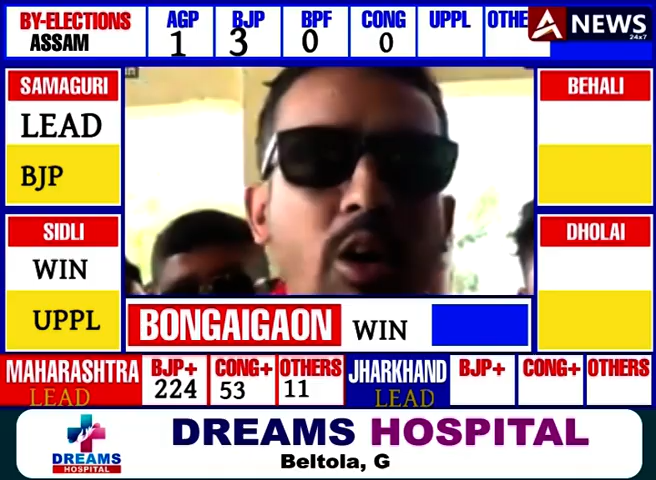 BY-ELECTIONS AGP BJP BPF CONG UPPL OTHE A NEWS
ASSAM 1 3 0 0 24x7
SAMAGURI BEHALI
LEAD
BJP
SIDLI DHOLAI
WIN
UPPL
BONGAIGAON WIN
MAHARASHTRA BJP+ CONG+ OTHERS JHARKHAND BJP+ CONG+ OTHERS
LEAD 224 53 11 LEAD
DREAMS HOSPITAL
DREAMS HOSPITAL
Beltola, G